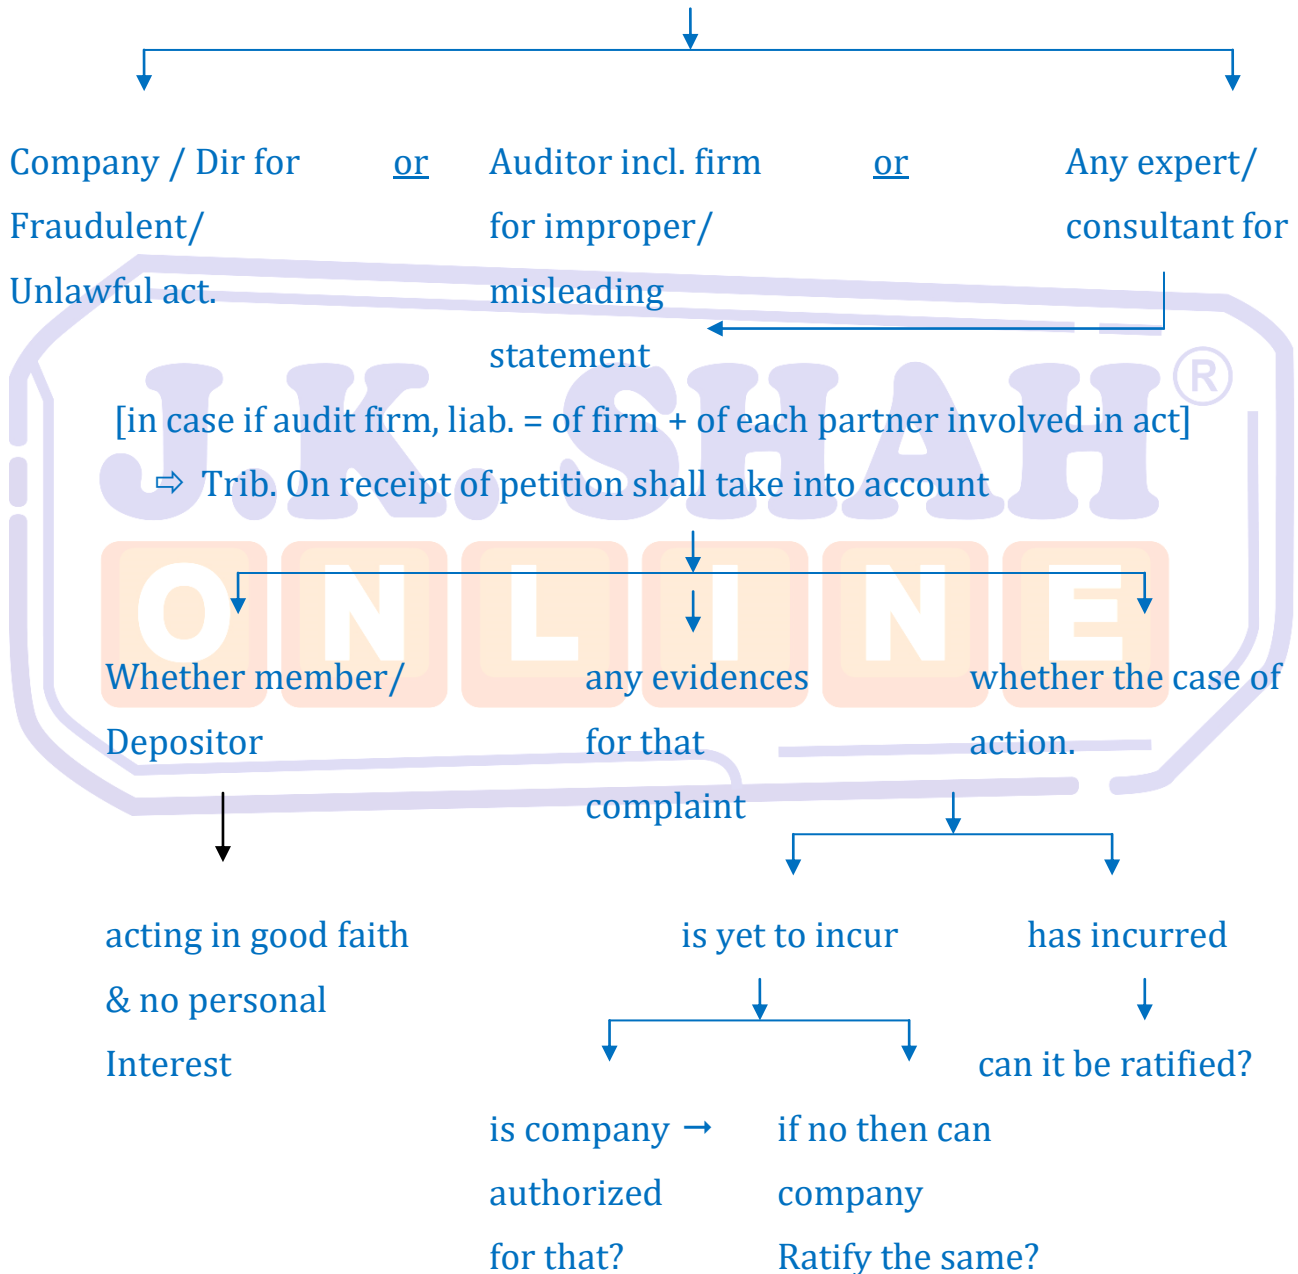 Company / Dir for or Auditor incl. firm or Any expert/
Fraudulent/ for improper/ consultant for
Unlawful act. misleading
statement
[in case if audit firm, liab. = of firm + of each partner involved in act]
⇨ Trib. On receipt of petition shall take into account
J.K. SHAH®
ONLINE
Whether member/ any evidences whether the case of
Depositor for that action.
complaint
acting in good faith is yet to incur has incurred
& no personal
Interest can it be ratified?
is company → if no then can
authorized company
for that? Ratify the same?